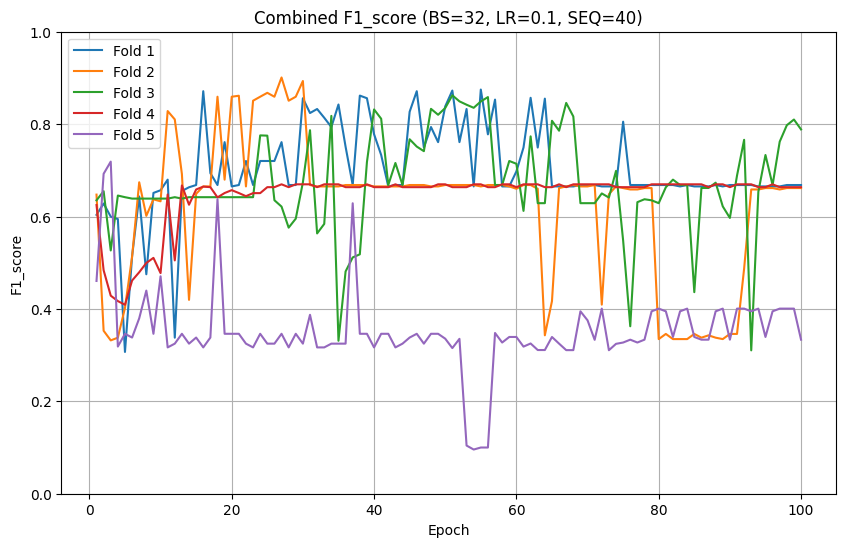 Combined F1_score (BS=32, LR=0.1, SEQ=40)
Fold 1
Fold 2
Fold 3
Fold 4
Fold 5
F1_score
1.0
0.8
0.6
0.4
0.2
0.0
0 20 40 60 80 100
Epoch